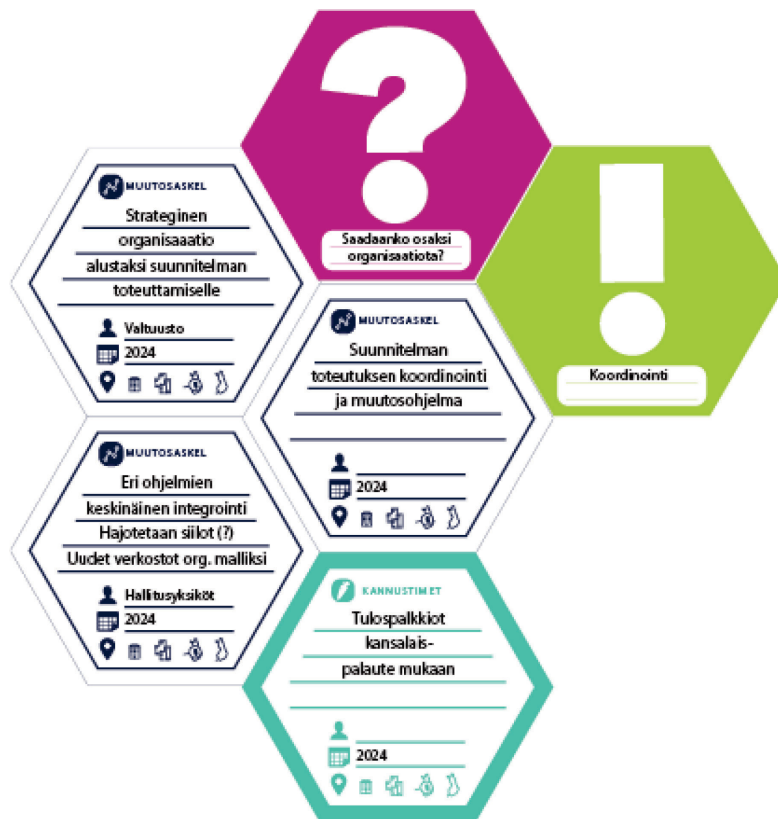 ?
Saadaanko osaksi
organisaatiota?
!
Koordinointi
MUUTOSASKEL
Strateginen
organisaaatio
alustaksi suunnitelman
toteuttamiselle
Valtuusto
2024
MUUTOSASKEL
Suunnitelman
toteutuksen koordinointi
ja muutosohjelma
2024
MUUTOSASKEL
Eri ohjelmien
keskinäinen integrointi
Hajotetaan siilot (?)
Uudet verkostot org. malliksi
Hallitusyksiköt
2024
KANNUSTIMET
Tulospalkkiot
kansalais-
palaute mukaan
2024